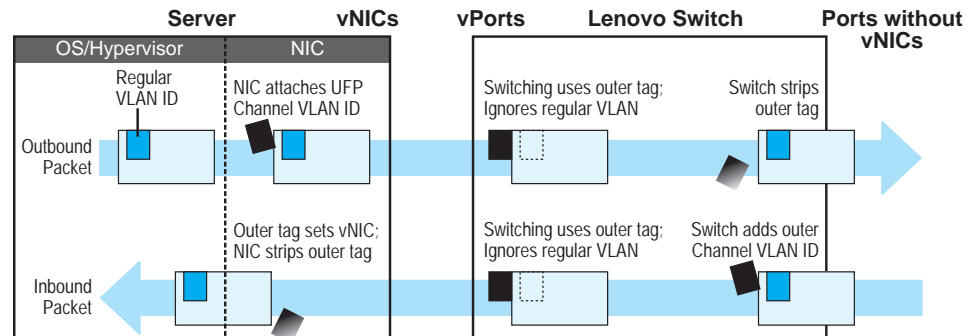 Server
vNICs
vPorts
Lenovo Switch
Ports without
vNICs
OS/Hypervisor
NIC
Regular
VLAN ID
NIC attaches UFP
Channel VLAN ID
Switching uses outer tag;
Ignores regular VLAN
Switch strips
outer tag
Outbound
Packet
Outer tag sets vNIC;
NIC strips outer tag
Switching uses outer tag;
Ignores regular VLAN
Switch adds outer
Channel VLAN ID
Inbound
Packet